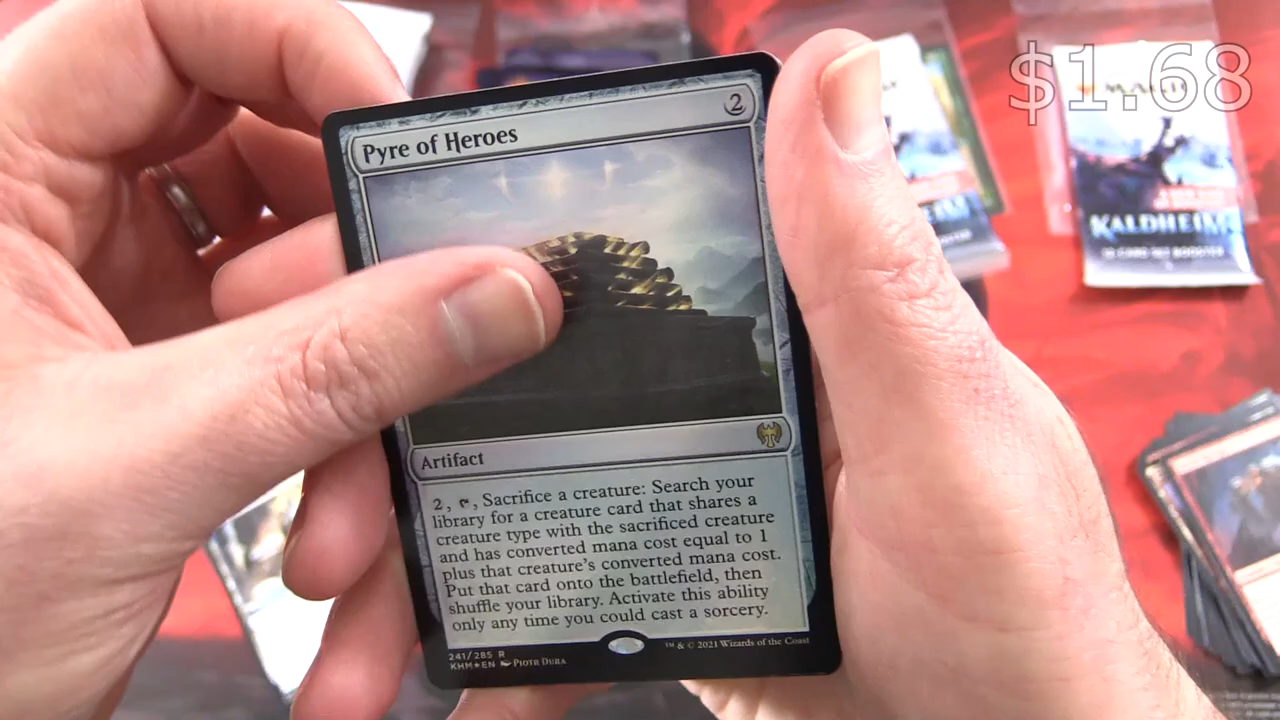 $1.68
MAGIC
KALDHEIM
Pyre of Heroes
2
Artifact
2, , Sacrifice a creature: Search your
library for a creature card that shares a
creature type with the sacrificed creature
and has converted mana cost equal to 1
plus that creature's converted mana cost.
Put that card onto the battlefield, then
shuffle your library. Activate this ability
only any time you could cast a sorcery.
241/285 R
KHM★EN Piotr Dura
™ & © 2021 Wizards of the Coast